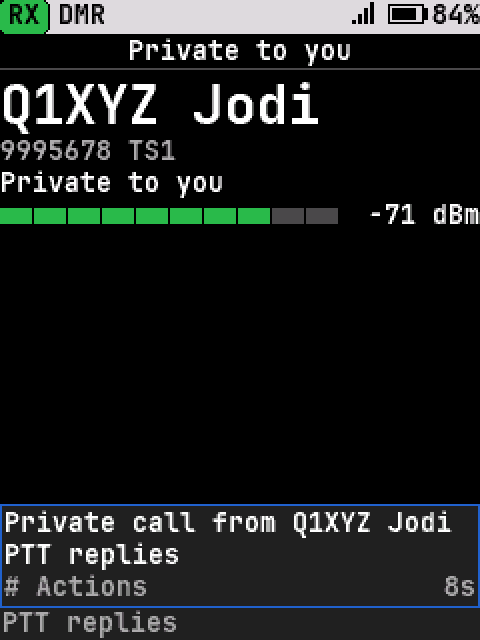 RX DMR 84%
Private to you
Q1XYZ Jodi
9995678 TS1
Private to you
-71 dBm
Private call from Q1XYZ Jodi
PTT replies
# Actions 8s
PTT replies